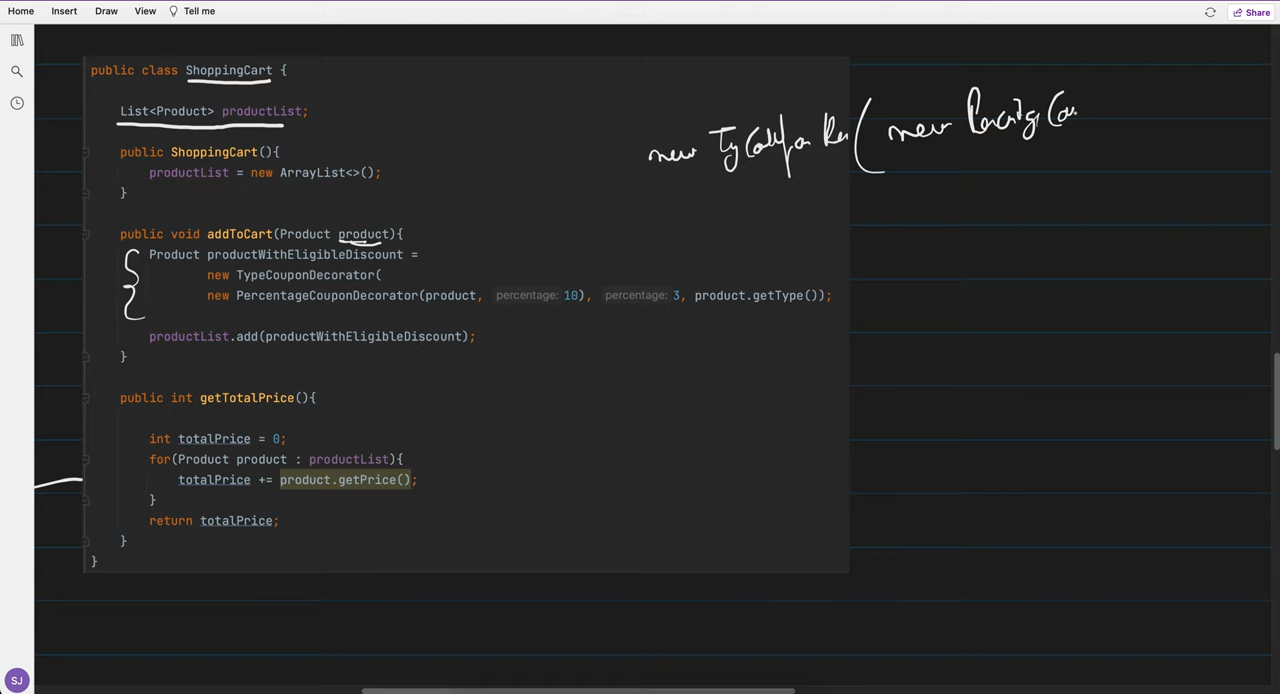 Home Insert Draw View Tell me Share
public class ShoppingCart {
List<Product> productList;
public ShoppingCart(){
productList = new ArrayList<>();
}
public void addToCart(Product product){
Product productWithEligibleDiscount =
new TypeCouponDecorator(
new PercentageCouponDecorator(product, percentage: 10), percentage: 3, product.getType());
productList.add(productWithEligibleDiscount);
}
public int getTotalPrice(){
int totalPrice = 0;
for(Product product : productList){
totalPrice += product.getPrice();
}
return totalPrice;
}
}
new ( new
SJ